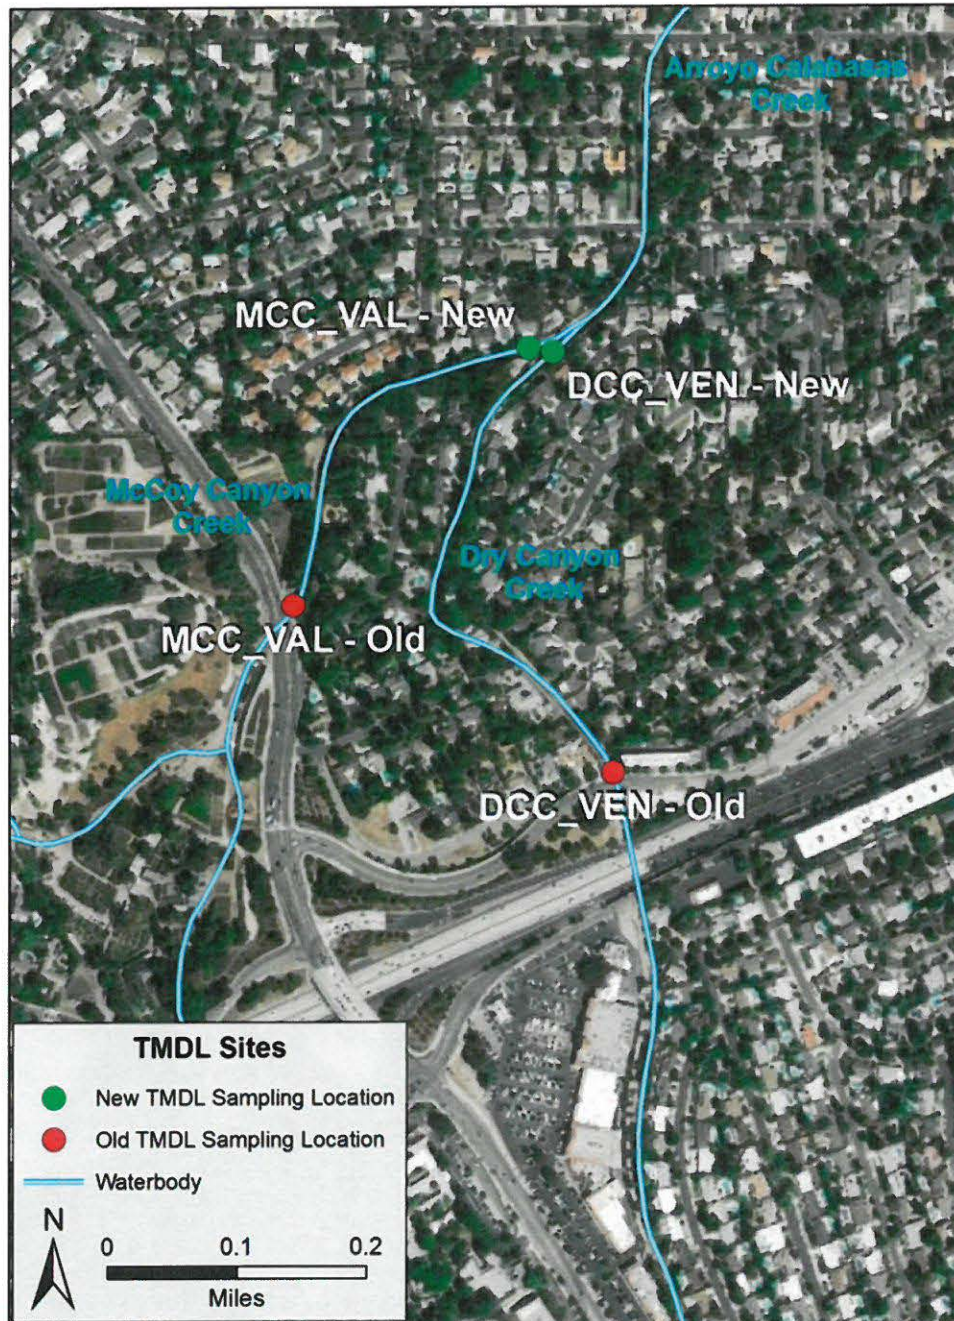 Arroyo Calabasas
Creek
MCC_VAL - New
DCC_VEN - New
McCoy Canyon
Creek
Dry Canyon
Creek
MCC_VAL - Old
DCC_VEN - Old
TMDL Sites
New TMDL Sampling Location
Old TMDL Sampling Location
Waterbody
N
0 0.1 0.2
Miles